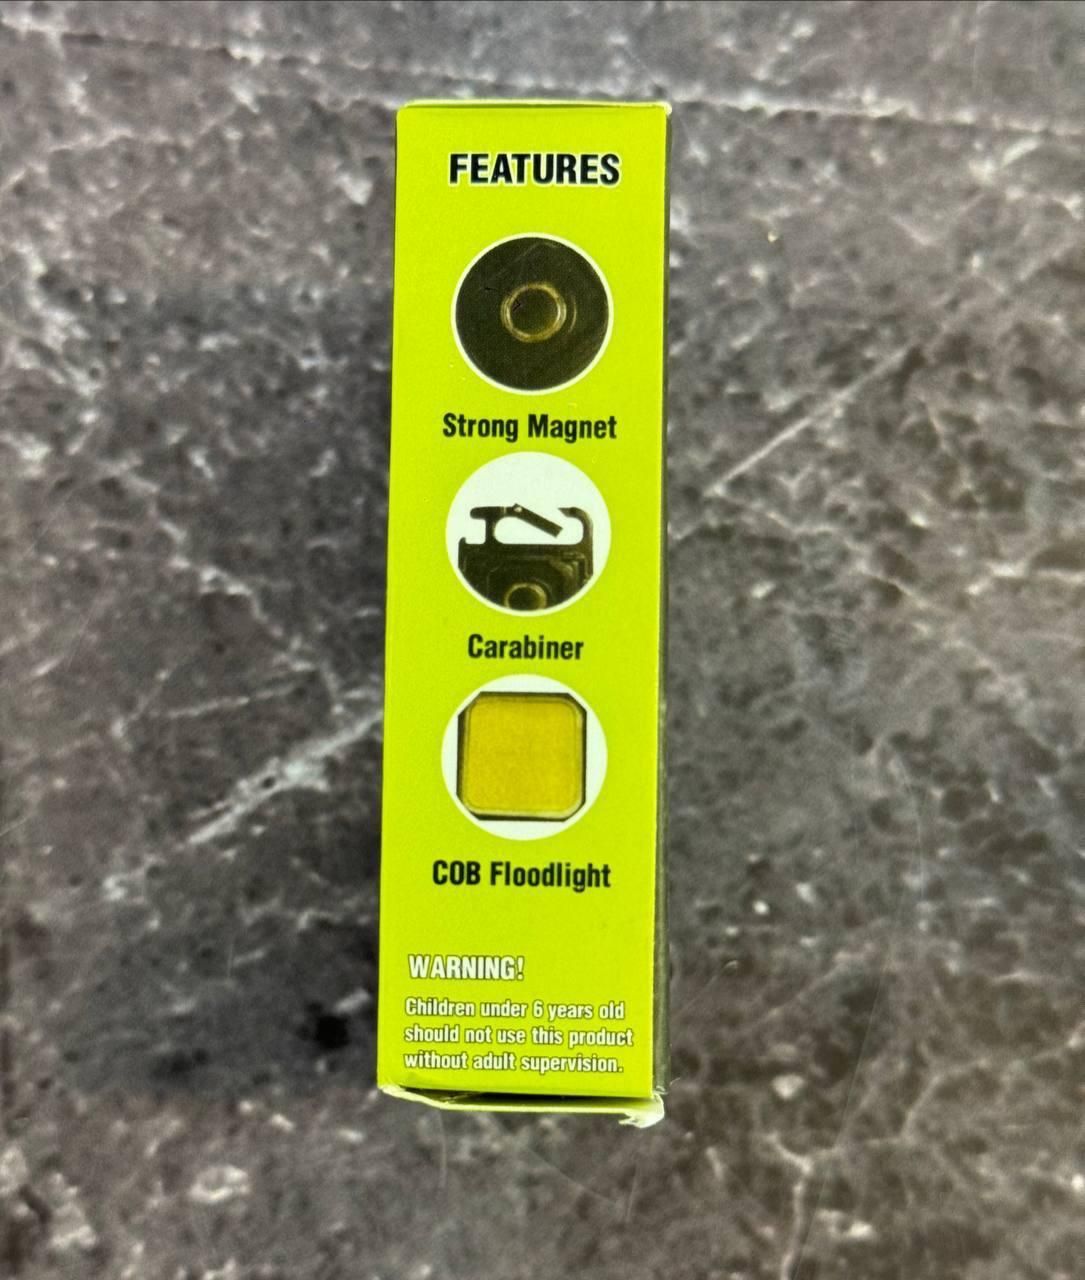 FEATURES
Strong Magnet
Carabiner
COB Floodlight
WARNING!
Children under 6 years old
should not use this product
without adult supervision.